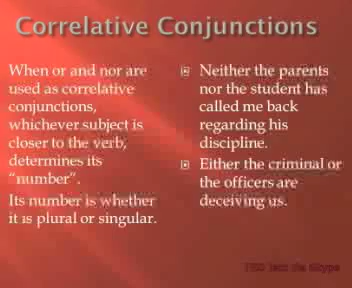 Correlative Conjunctions
When or and nor are
used as correlative
conjunctions,
whichever subject is
closer to the verb,
determines its
“number”.
Its number is whether
it is plural or singular.
Neither the parents
nor the student has
called me back
regarding his
discipline.
Either the criminal or
the officers are
deceiving us.